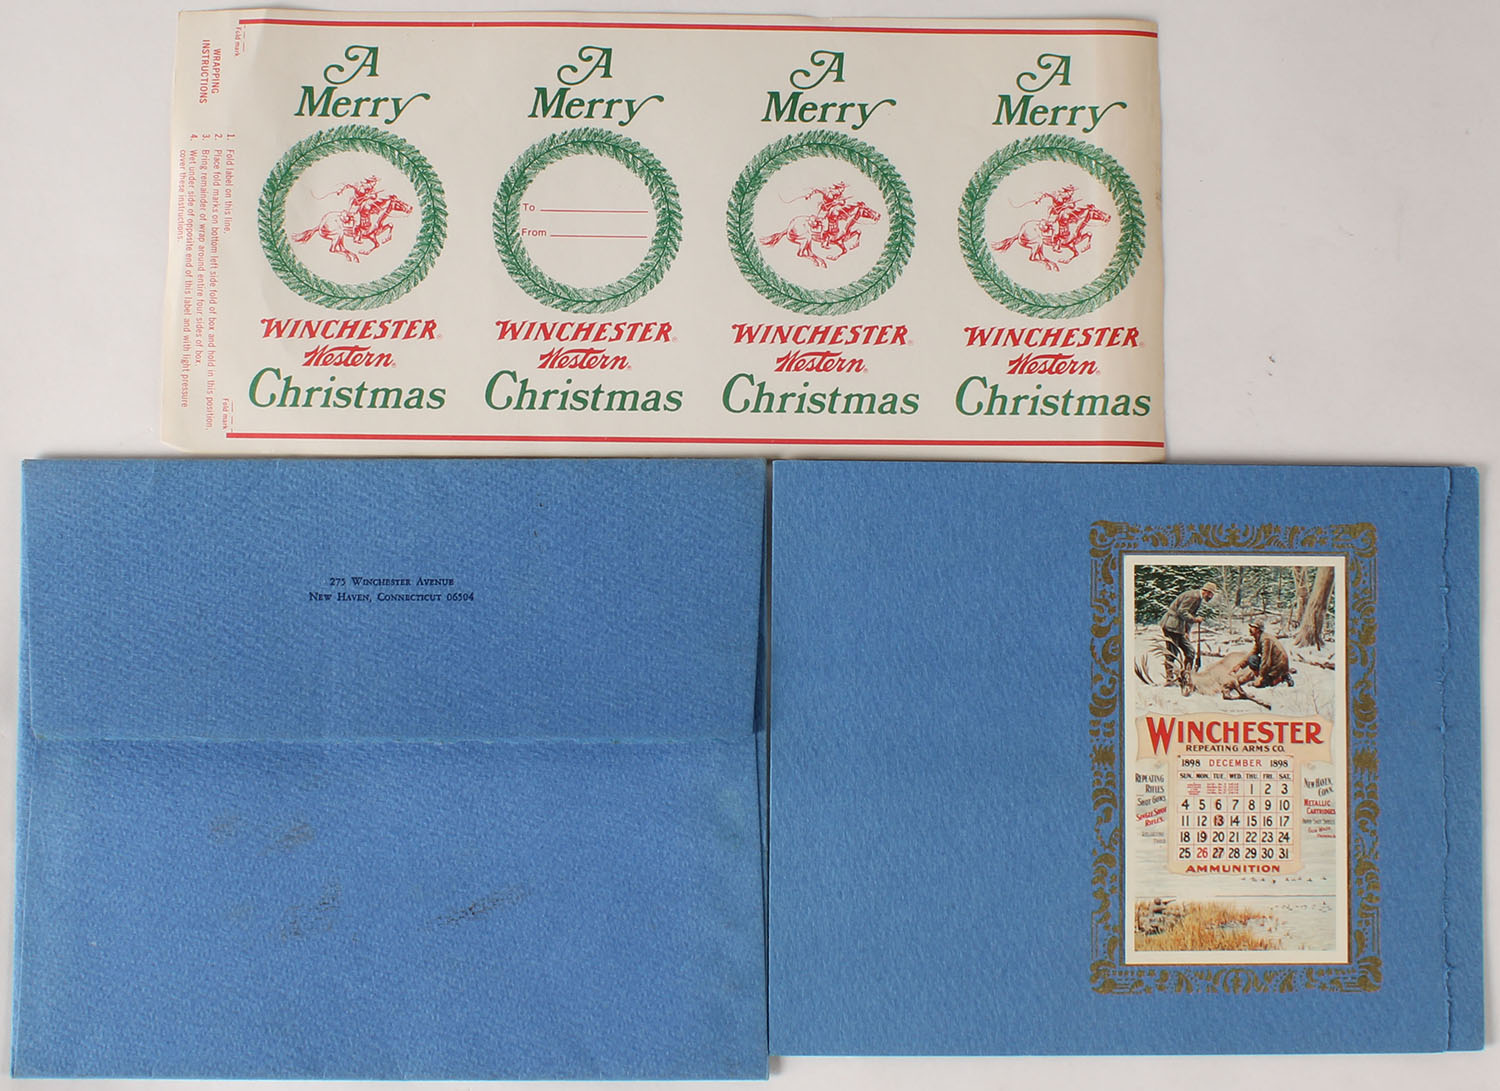 Fold mark
WRAPPING
INSTRUCTIONS
1. Fold label on this line.
2. Place fold marks on bottom left side fold of box and hold in this position.
3. Bring remainder of wrap around entire four sides of box.
4. Wet under side of opposite end of this label and with light pressure
cover these instructions.
Fold mark
A
Merry
WINCHESTER®
Western®
Christmas
A
Merry
To
From
WINCHESTER®
Western®
Christmas
A
Merry
WINCHESTER®
Western®
Christmas
A
Merry
WINCHESTER®
Western®
Christmas
275 Winchester Avenue
New Haven, Connecticut 06504
WINCHESTER
REPEATING ARMS CO.
1898 DECEMBER 1898
SUN. MON. TUE. WED. THU. FRI. SAT.
1 2 3
4 5 6 7 8 9 10
11 12 13 14 15 16 17
18 19 20 21 22 23 24
25 26 27 28 29 30 31
AMMUNITION
REPEATING
RIFLES
SHOT GUNS
SINGLE SHOT
RIFLES
NEW HAVEN,
CONN.
METALLIC
CARTRIDGES